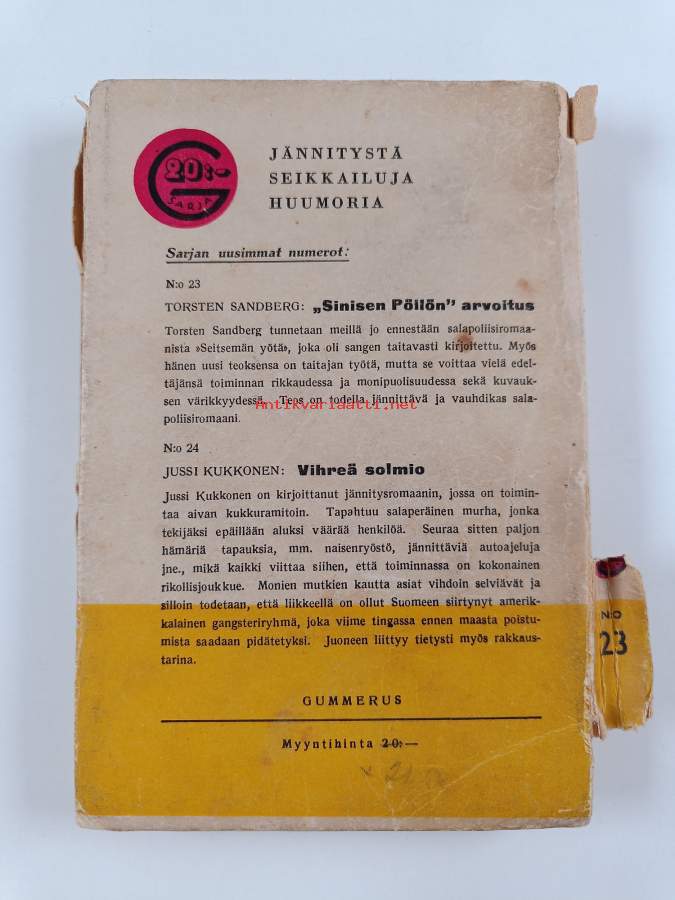 20:-
G
SARJA
JÄNNITYSTÄ
SEIKKAILUJA
HUUMORIA
Sarjan uusimmat numerot:
N:o 23
TORSTEN SANDBERG: „Sinisen Pöllön” arvoitus
Torsten Sandberg tunnetaan meillä jo ennestään salapoliisiromaa-
nista »Seitsemän yötä», joka oli sangen taitavasti kirjoitettu. Myös
hänen uusi teoksensa on taitajan työtä, mutta se voittaa vielä edel-
täjänsä toiminnan rikkaudessa ja monipuolisuudessa sekä kuvauk-
sen värikkyydessä. Teos on todella jännittävä ja vauhdikas sala-
poliisiromaani.
Antikvariaatti.net
N:o 24
JUSSI KUKKONEN: Vihreä solmio
Jussi Kukkonen on kirjoittanut jännitysromaanin, jossa on toimin-
taa aivan kukkuramitoin. Tapahtuu salaperäinen murha, jonka
tekijäksi epäillään aluksi väärää henkilöä. Seuraa sitten paljon
hämäriä tapauksia, mm. naisenryöstö, jännittäviä autoajeluja
jne., mikä kaikki viittaa siihen, että toiminnassa on kokonainen
rikollisjoukkue. Monien mutkien kautta asiat vihdoin selviävät ja
silloin todetaan, että liikkeellä on ollut Suomeen siirtynyt amerik-
kalainen gangsteriryhmä, joka viime tingassa ennen maasta poistu-
mista saadaan pidätetyksi. Juoneen liittyy tietysti myös rakkaus-
tarina.
N:O
23
GUMMERUS
Myyntihinta 20:—